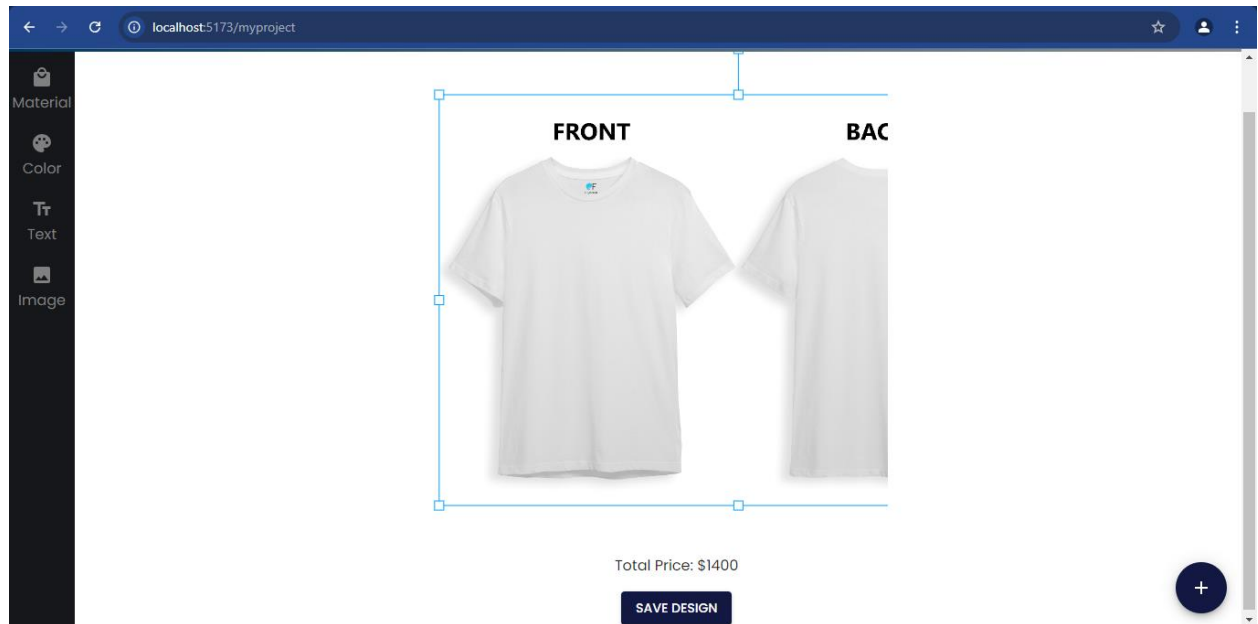 localhost:5173/myproject
Material
Color
Text
Image
FRONT
BAC
Total Price: $1400
SAVE DESIGN
+